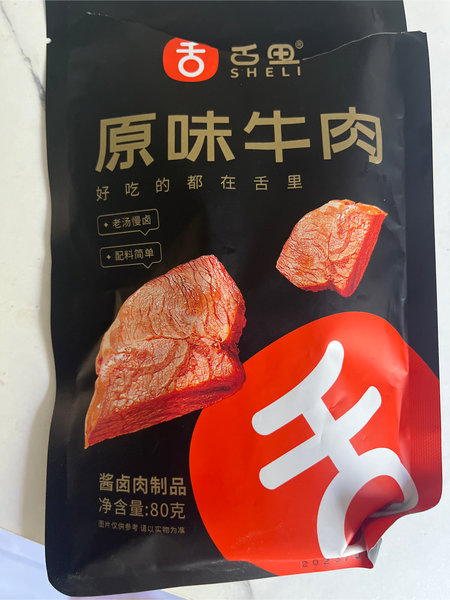 舌 舌里®
SHELI
原味牛肉
好吃的都在舌里
老汤慢卤
配料简单
舌
酱卤肉制品
净含量:80克
图片仅供参考 请以实物为准